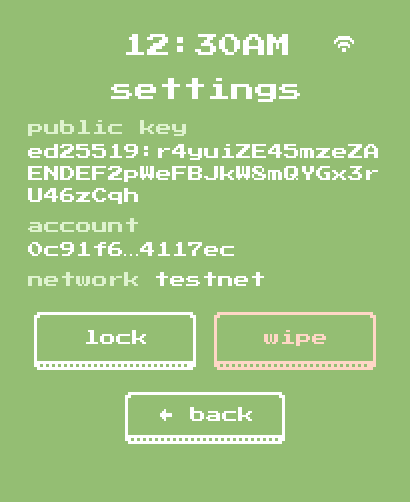 12:30AM
settings
public key
ed25519:r4yuiZE45mzeZA
ENDEF2pWeFBJkW8mQYGx3r
U46zCqh
account
0c91f6…4117ec
network testnet
lock wipe
← back